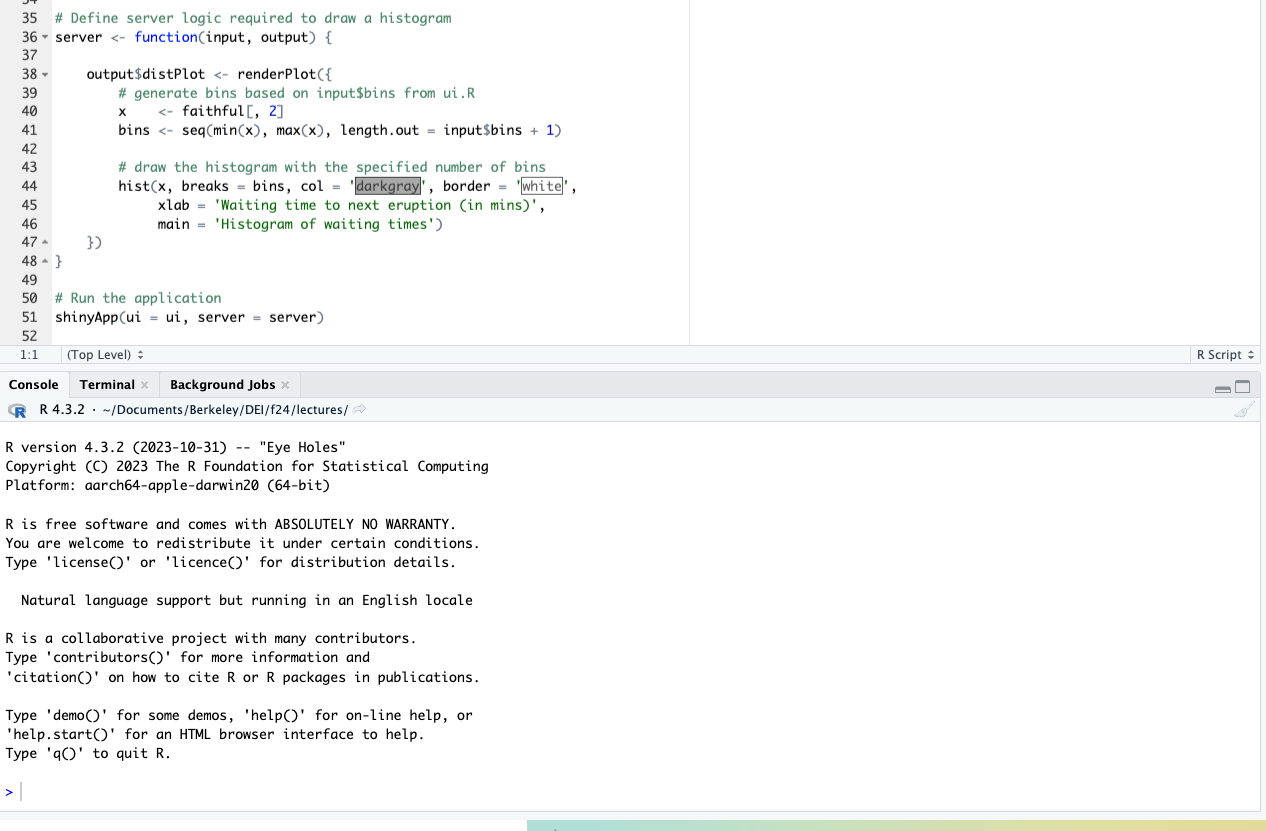 34
35 # Define server logic required to draw a histogram
36 server <- function(input, output) {
37
38     output$distPlot <- renderPlot({
39         # generate bins based on input$bins from ui.R
40         x    <- faithful[, 2]
41         bins <- seq(min(x), max(x), length.out = input$bins + 1)
42
43         # draw the histogram with the specified number of bins
44         hist(x, breaks = bins, col = 'darkgray', border = 'white',
45              xlab = 'Waiting time to next eruption (in mins)',
46              main = 'Histogram of waiting times')
47     })
48 }
49
50 # Run the application
51 shinyApp(ui = ui, server = server)
52
1:1 (Top Level) R Script
Console Terminal Background Jobs
R 4.3.2 · ~/Documents/Berkeley/DEI/f24/lectures/
R version 4.3.2 (2023-10-31) -- "Eye Holes"
Copyright (C) 2023 The R Foundation for Statistical Computing
Platform: aarch64-apple-darwin20 (64-bit)
R is free software and comes with ABSOLUTELY NO WARRANTY.
You are welcome to redistribute it under certain conditions.
Type 'license()' or 'licence()' for distribution details.
  Natural language support but running in an English locale
R is a collaborative project with many contributors.
Type 'contributors()' for more information and
'citation()' on how to cite R or R packages in publications.
Type 'demo()' for some demos, 'help()' for on-line help, or
'help.start()' for an HTML browser interface to help.
Type 'q()' to quit R.
>